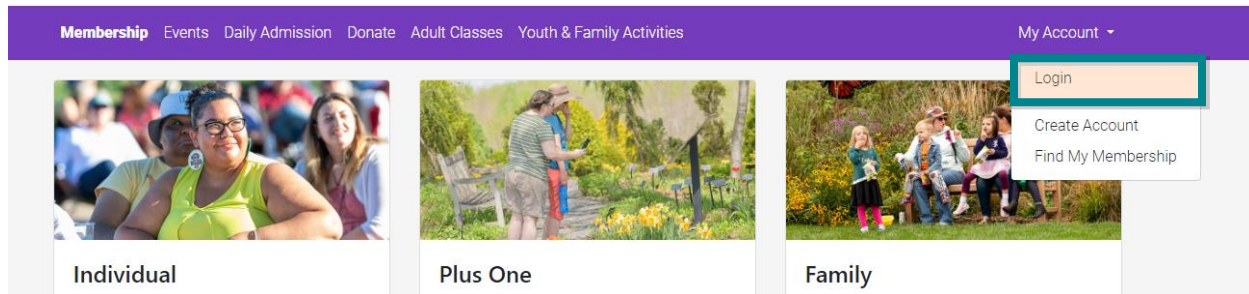 Membership Events Daily Admission Donate Adult Classes Youth & Family Activities My Account
Login
Create Account
Find My Membership
Individual Plus One Family